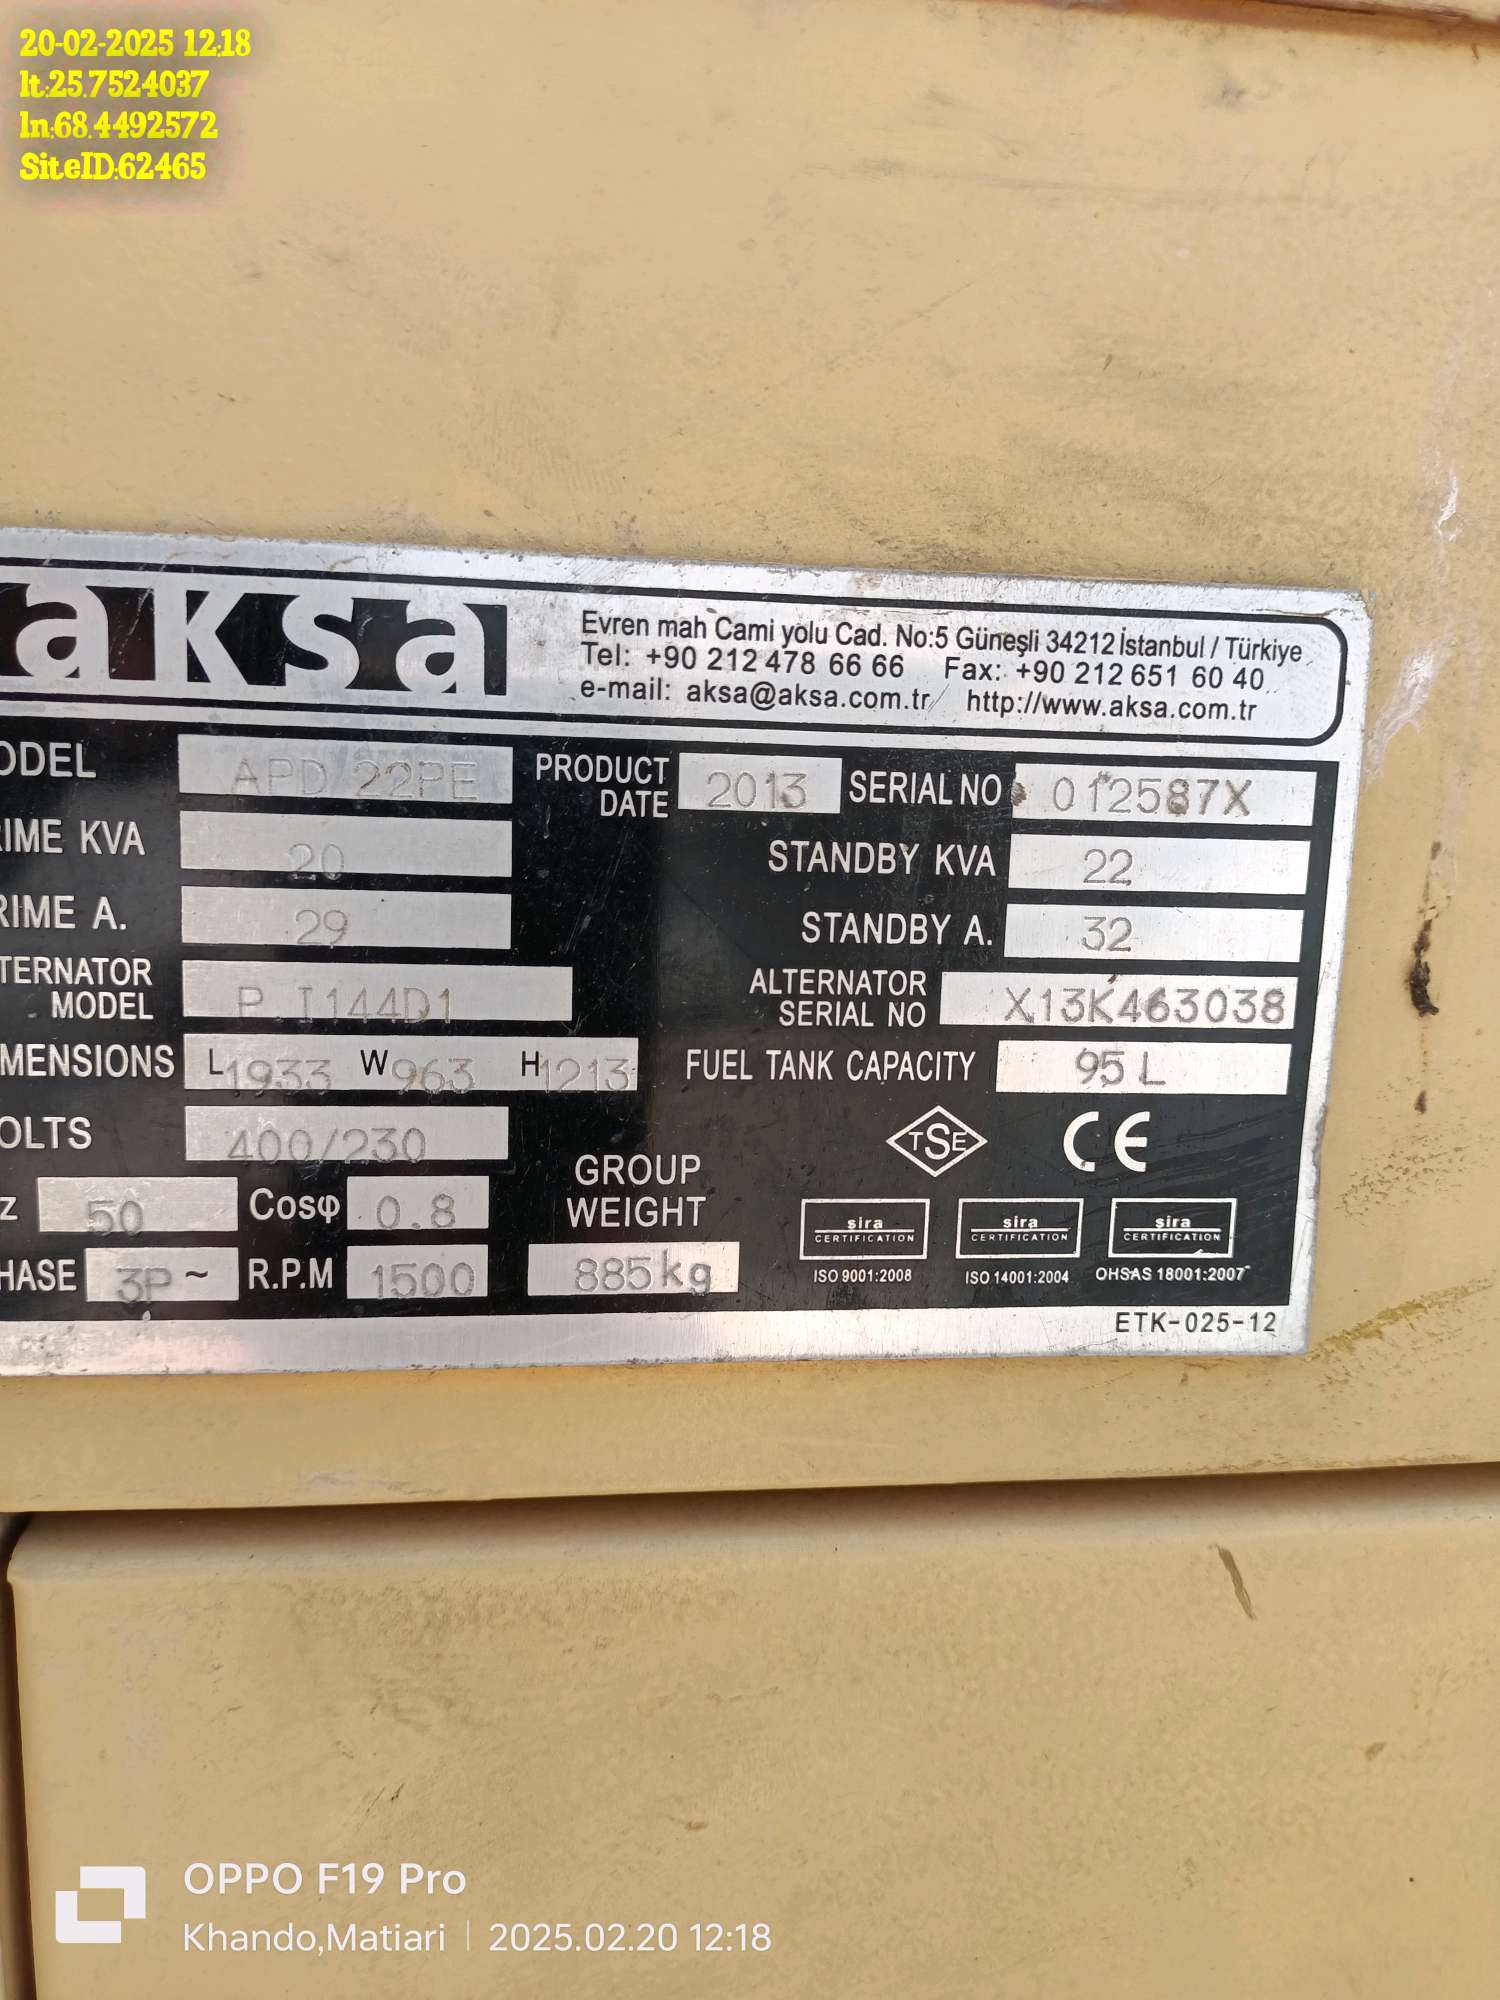 20-02-2025 12:18
lt:25.7524037
ln:68.4492572
SiteID:62465
aksa
Evren mah Cami yolu Cad. No:5 Güneşli 34212 İstanbul / Türkiye
Tel: +90 212 478 66 66 Fax: +90 212 651 60 40
e-mail: aksa@aksa.com.tr / http://www.aksa.com.tr
ODEL APD 22PE PRODUCT DATE 2013 SERIAL NO 012587X
IME KVA 20 STANDBY KVA 22
RIME A. 29 STANDBY A. 32
TERNATOR MODEL P.I144D1 ALTERNATOR SERIAL NO X13K463038
MENSIONS L1933 W963 H1213 FUEL TANK CAPACITY 95 L
OLTS 400/230
TSE CE
z 50 Cosφ 0.8 GROUP WEIGHT
HASE 3P~ R.P.M 1500 885kg
sira CERTIFICATION sira CERTIFICATION sira CERTIFICATION
ISO 9001:2008 ISO 14001:2004 OHSAS 18001:2007
ETK-025-12
OPPO F19 Pro
Khando,Matiari | 2025.02.20 12:18